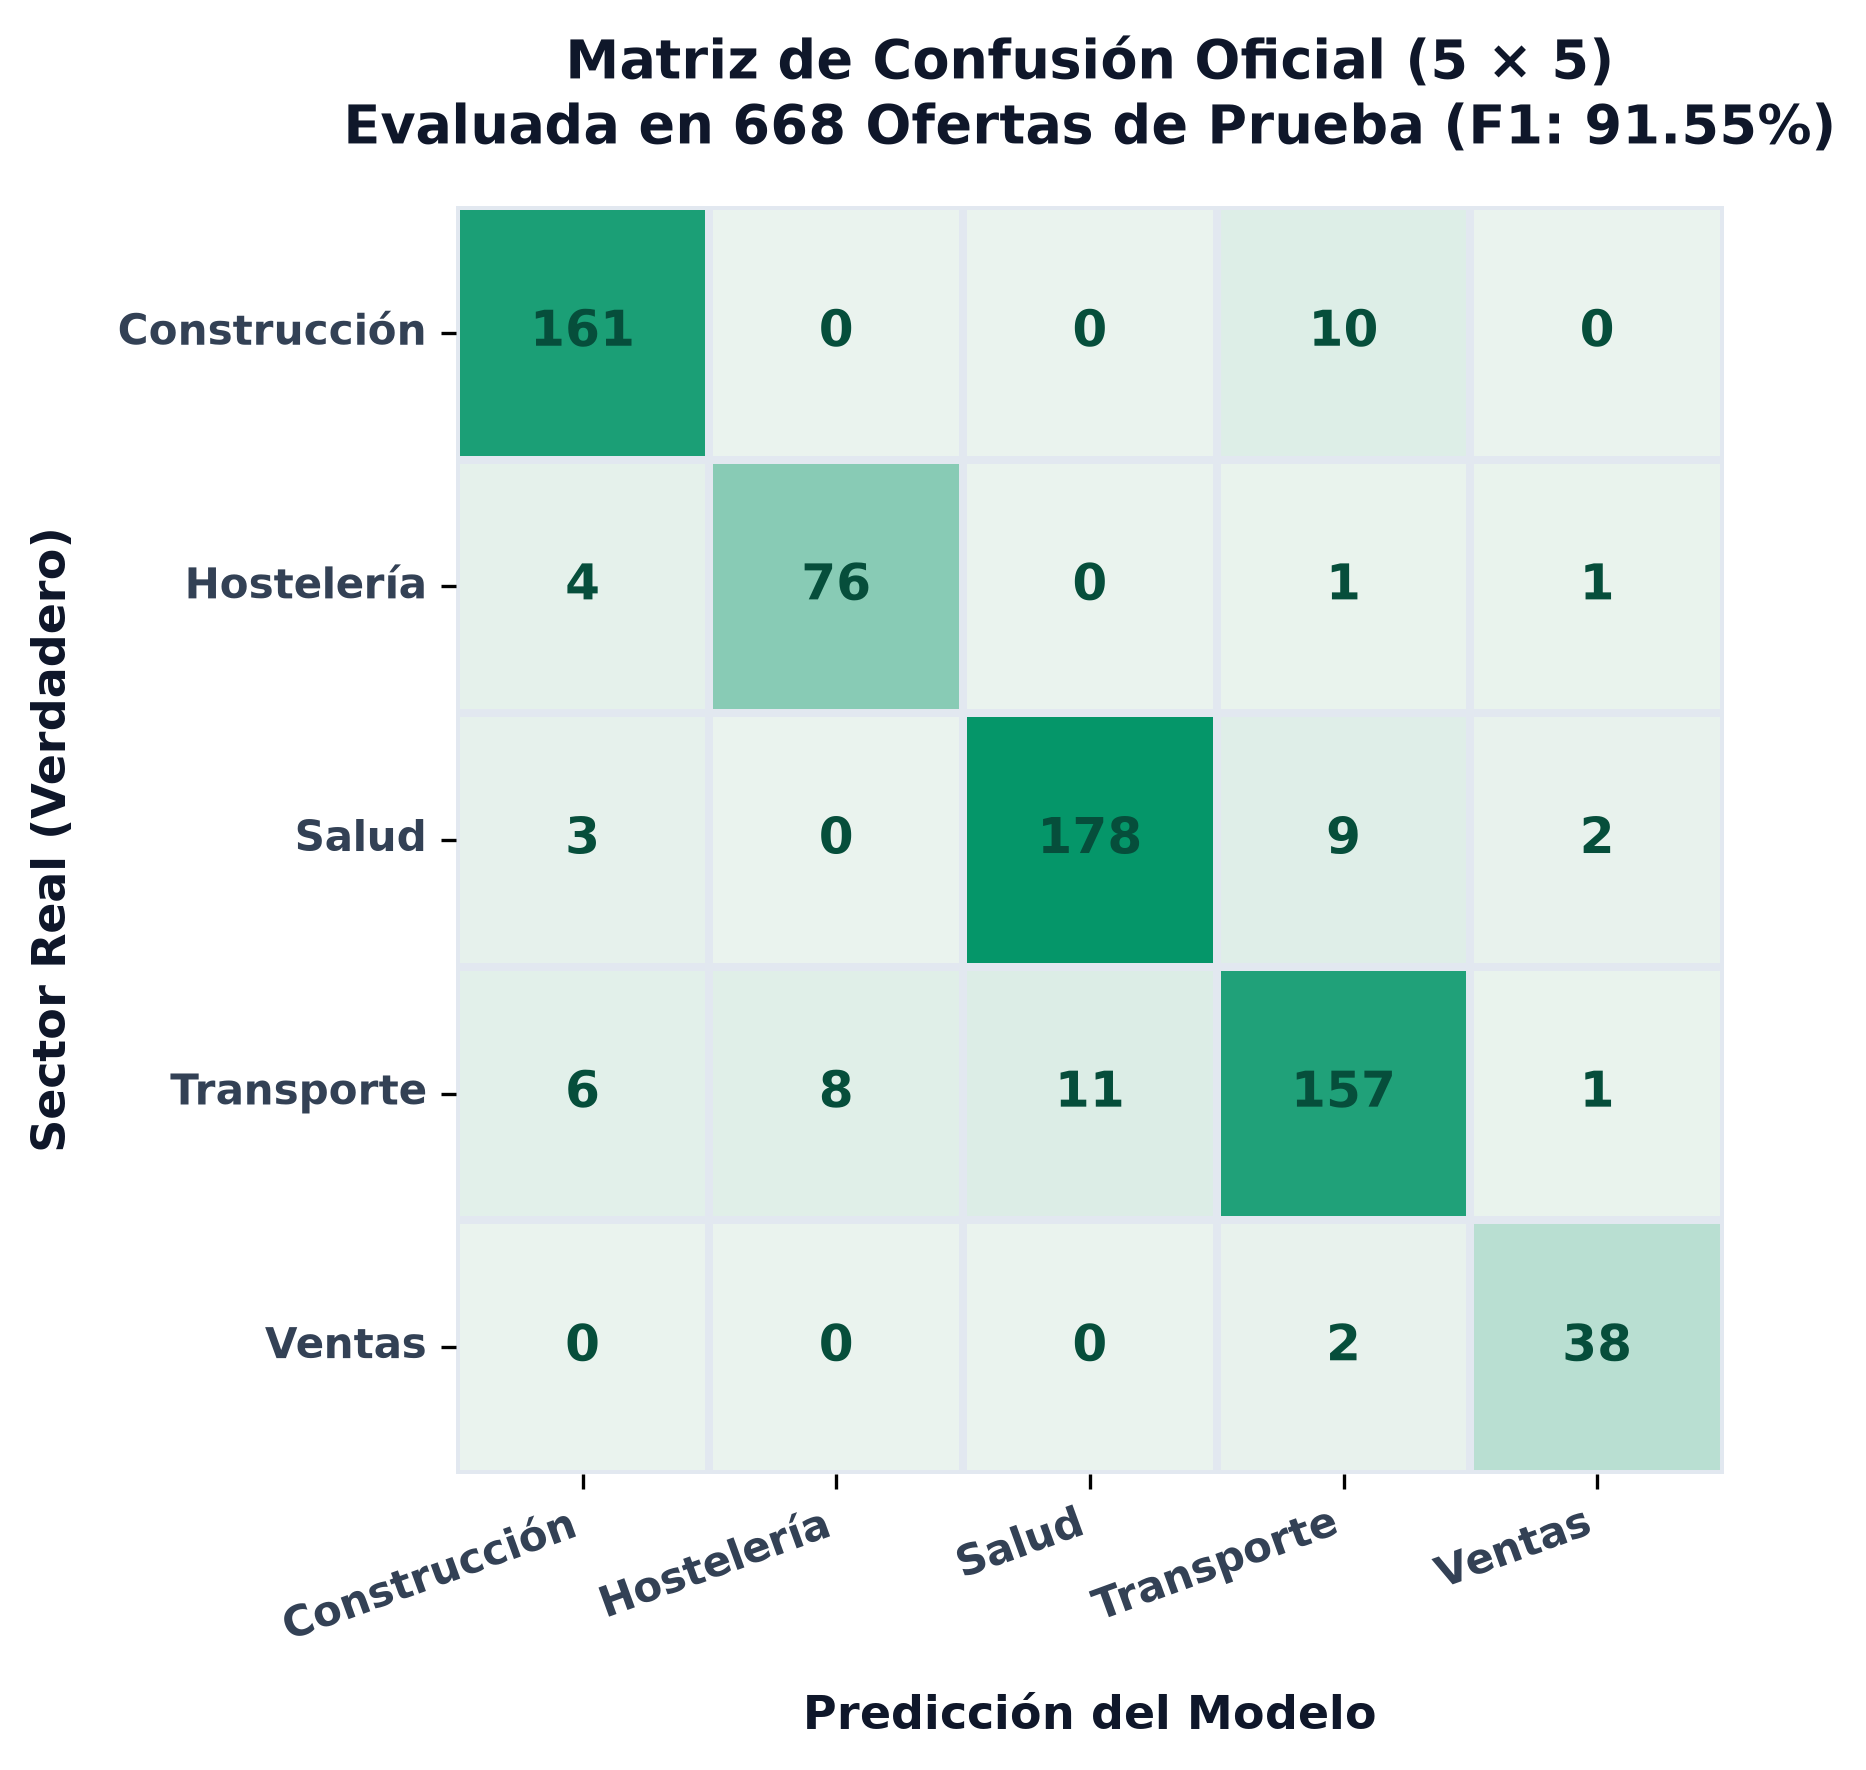 Matriz de Confusión Oficial (5 × 5)
Evaluada en 668 Ofertas de Prueba (F1: 91.55%)
Sector Real (Verdadero)
Construcción 161 0 0 10 0
Hostelería 4 76 0 1 1
Salud 3 0 178 9 2
Transporte 6 8 11 157 1
Ventas 0 0 0 2 38
Construcción Hostelería Salud Transporte Ventas
Predicción del Modelo